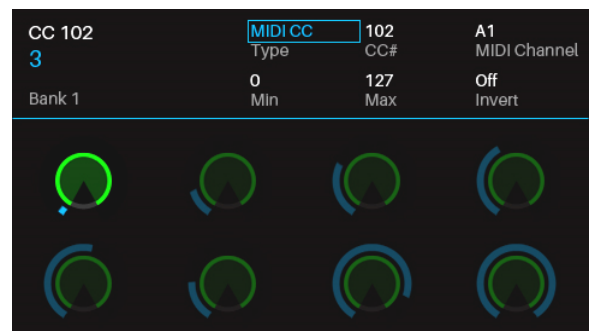 CC 102
3
Bank 1
MIDI CC
Type
102
CC#
A1
MIDI Channel
0
Min
127
Max
Off
Invert